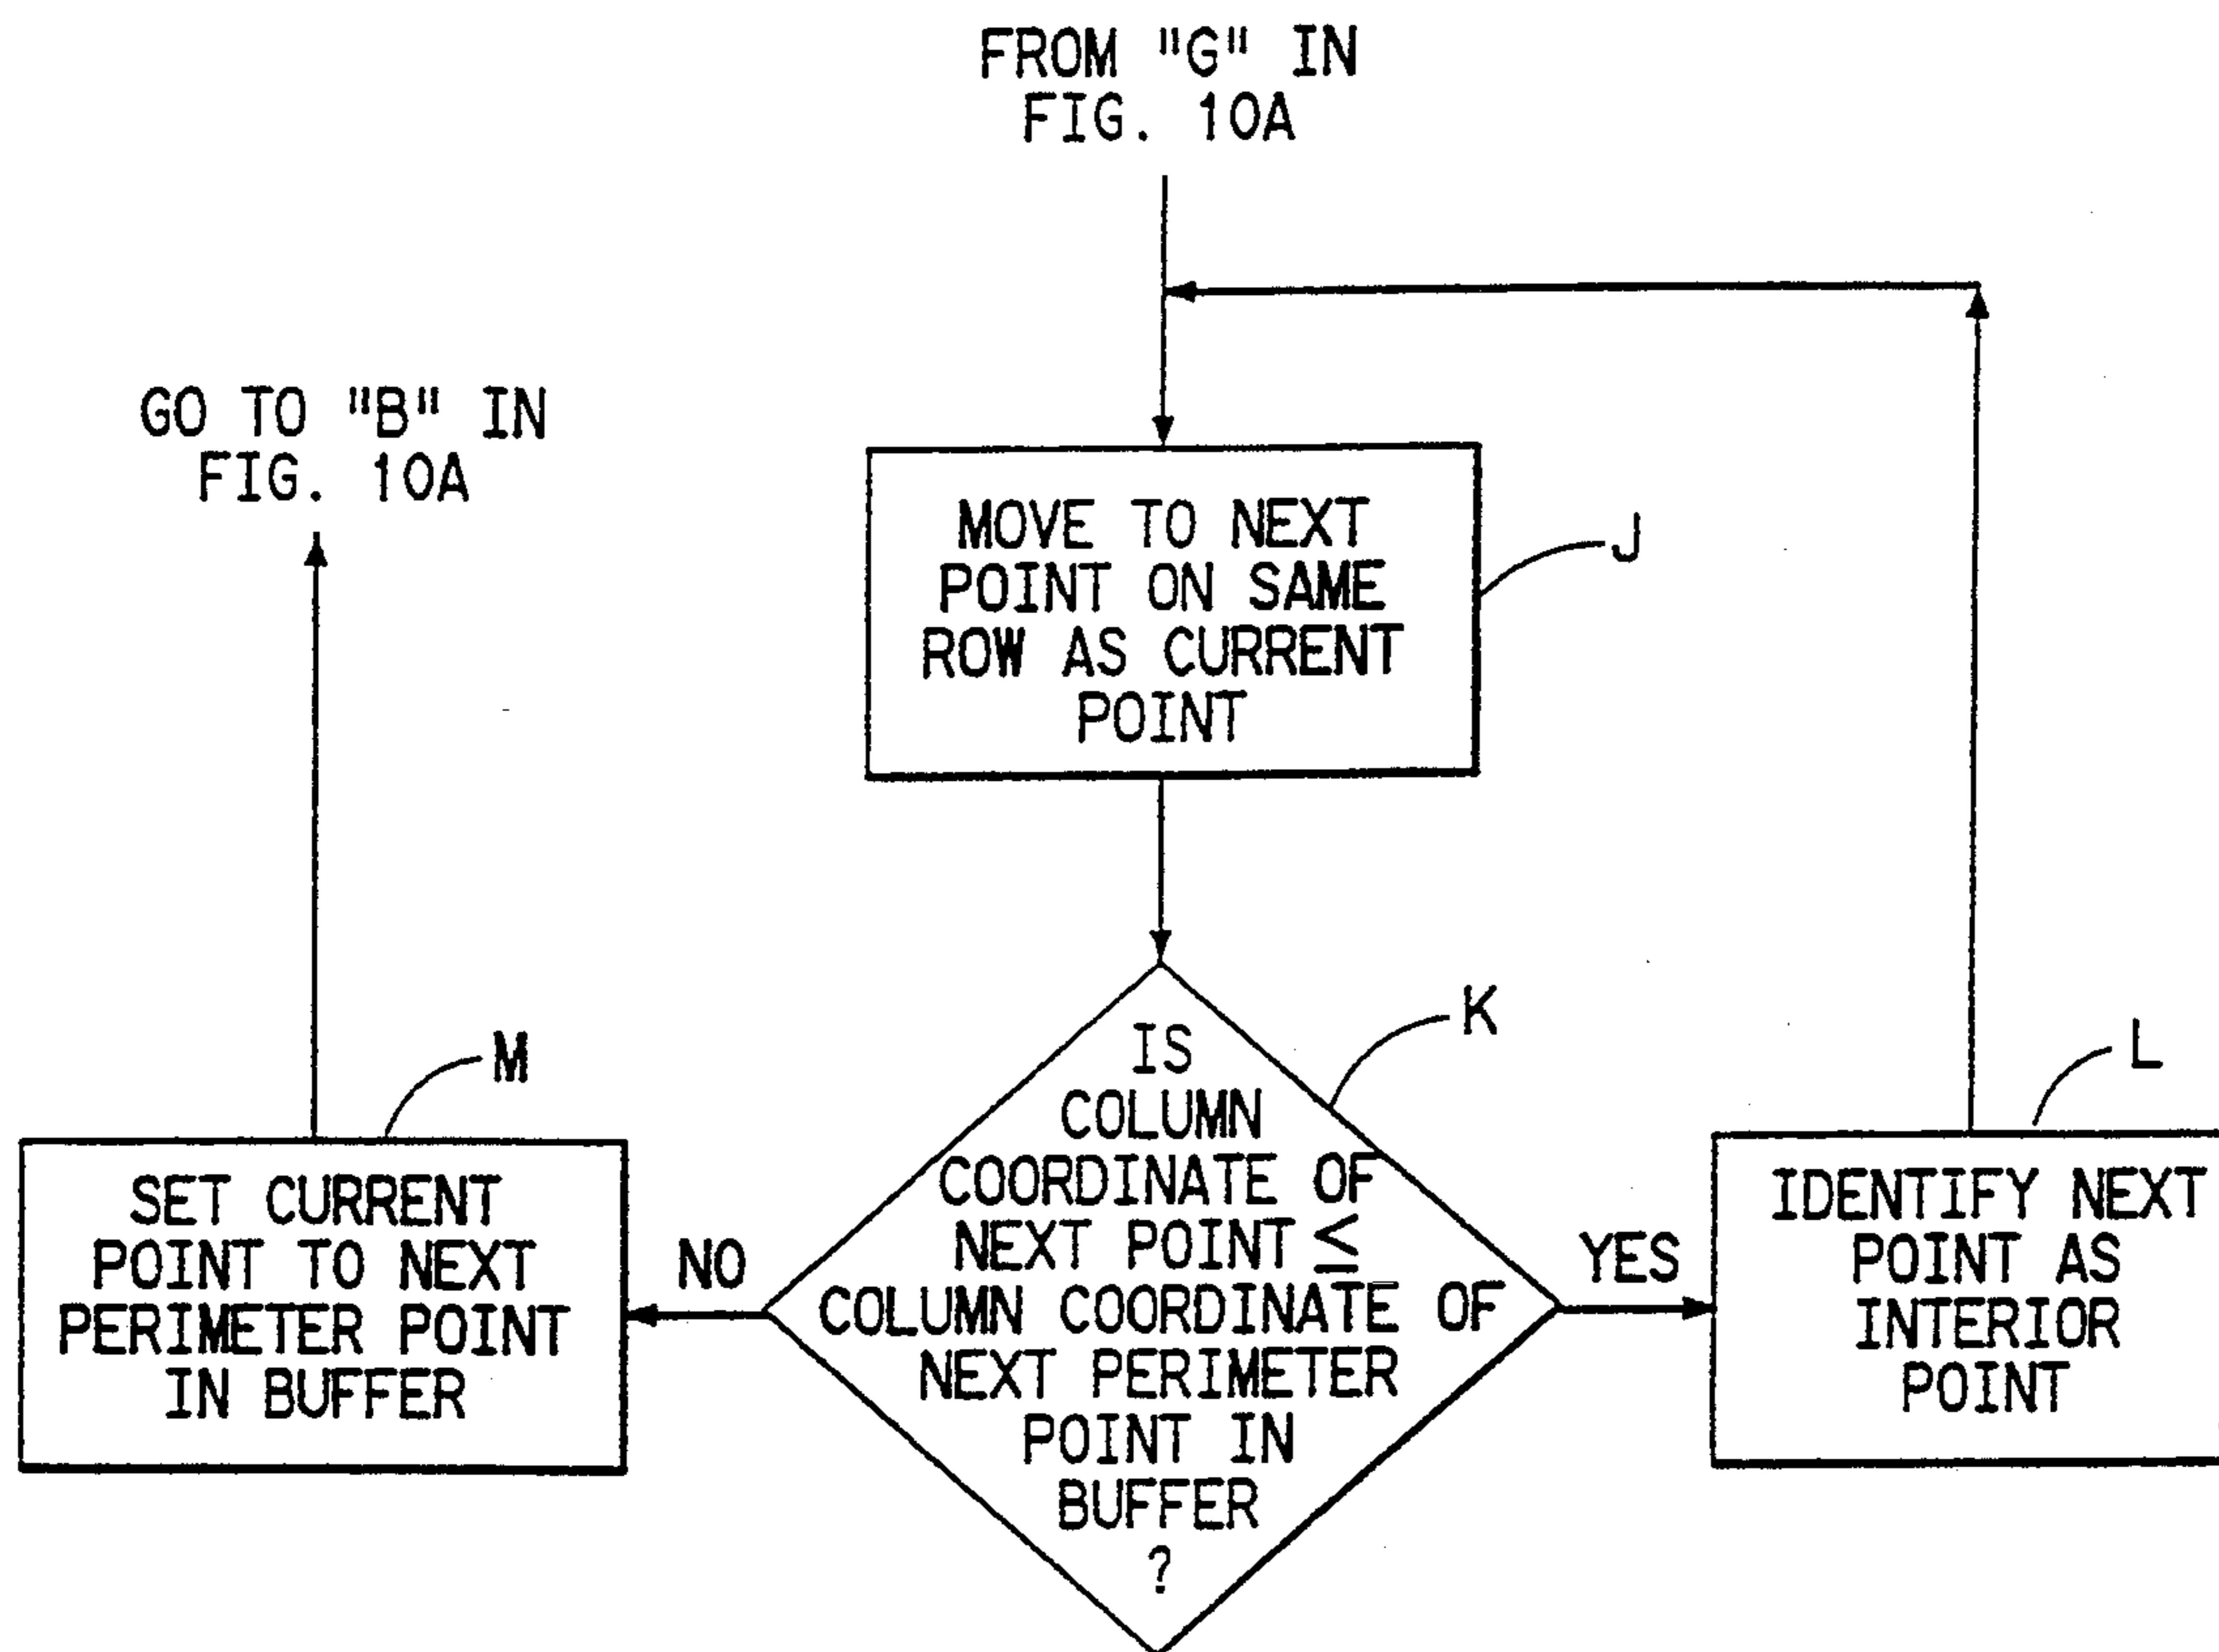 FROM "G" IN
FIG. 10A
GO TO "B" IN
FIG. 10A
MOVE TO NEXT
POINT ON SAME
ROW AS CURRENT
POINT
J
IS
COLUMN
COORDINATE OF
NEXT POINT ≤
COLUMN COORDINATE OF
NEXT PERIMETER
POINT IN
BUFFER
?
K
YES
IDENTIFY NEXT
POINT AS
INTERIOR
POINT
L
NO
SET CURRENT
POINT TO NEXT
PERIMETER POINT
IN BUFFER
M